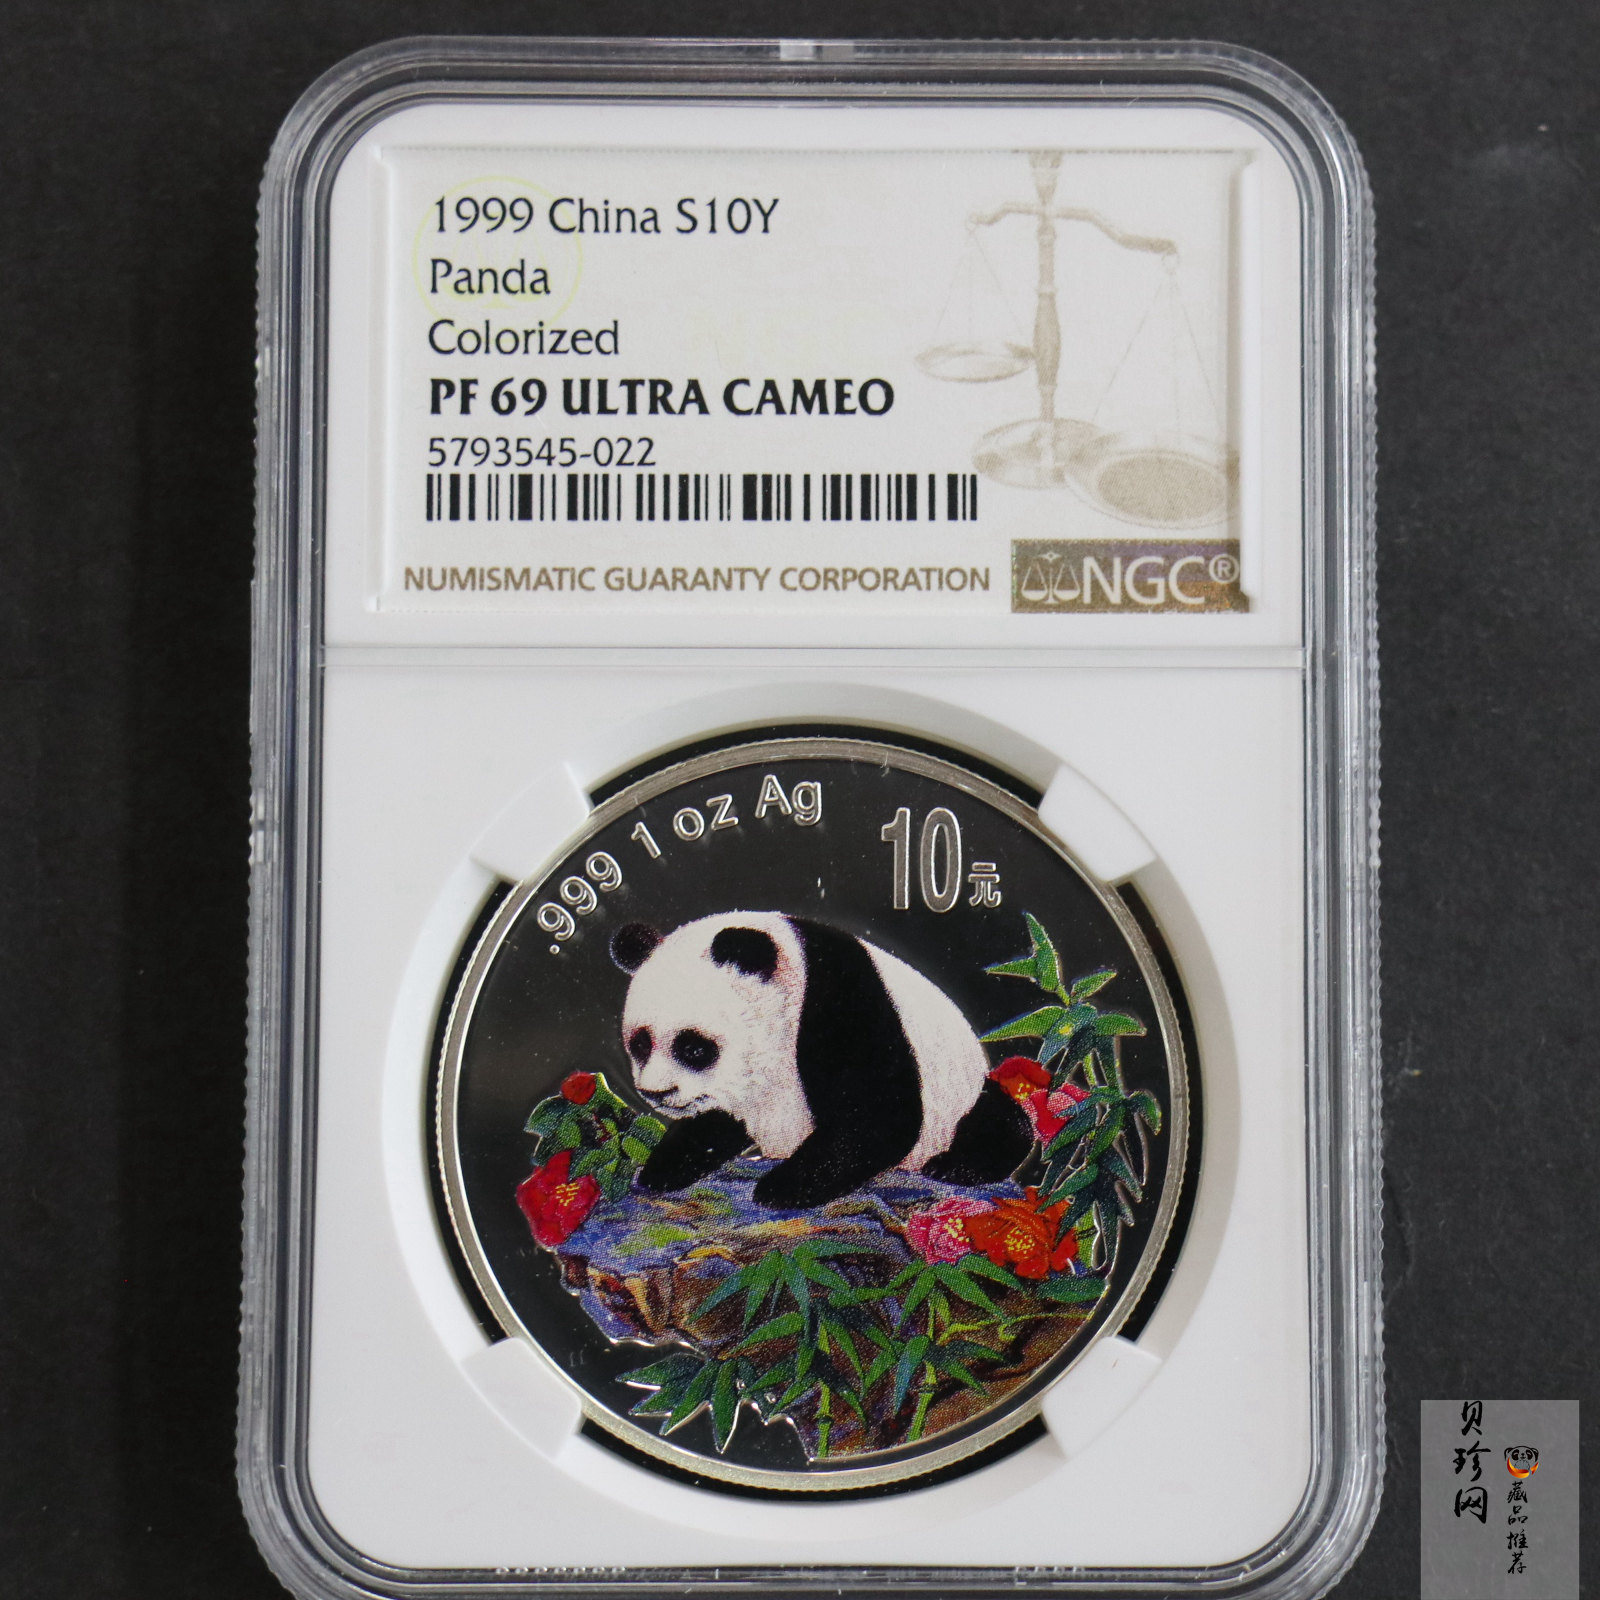 1999 China S10Y
Panda
Colorized
PF 69 ULTRA CAMEO
5793545-022
NUMISMATIC GUARANTY CORPORATION
NGC®
.999 1 oz Ag
10元
贝珍网
藏品推荐